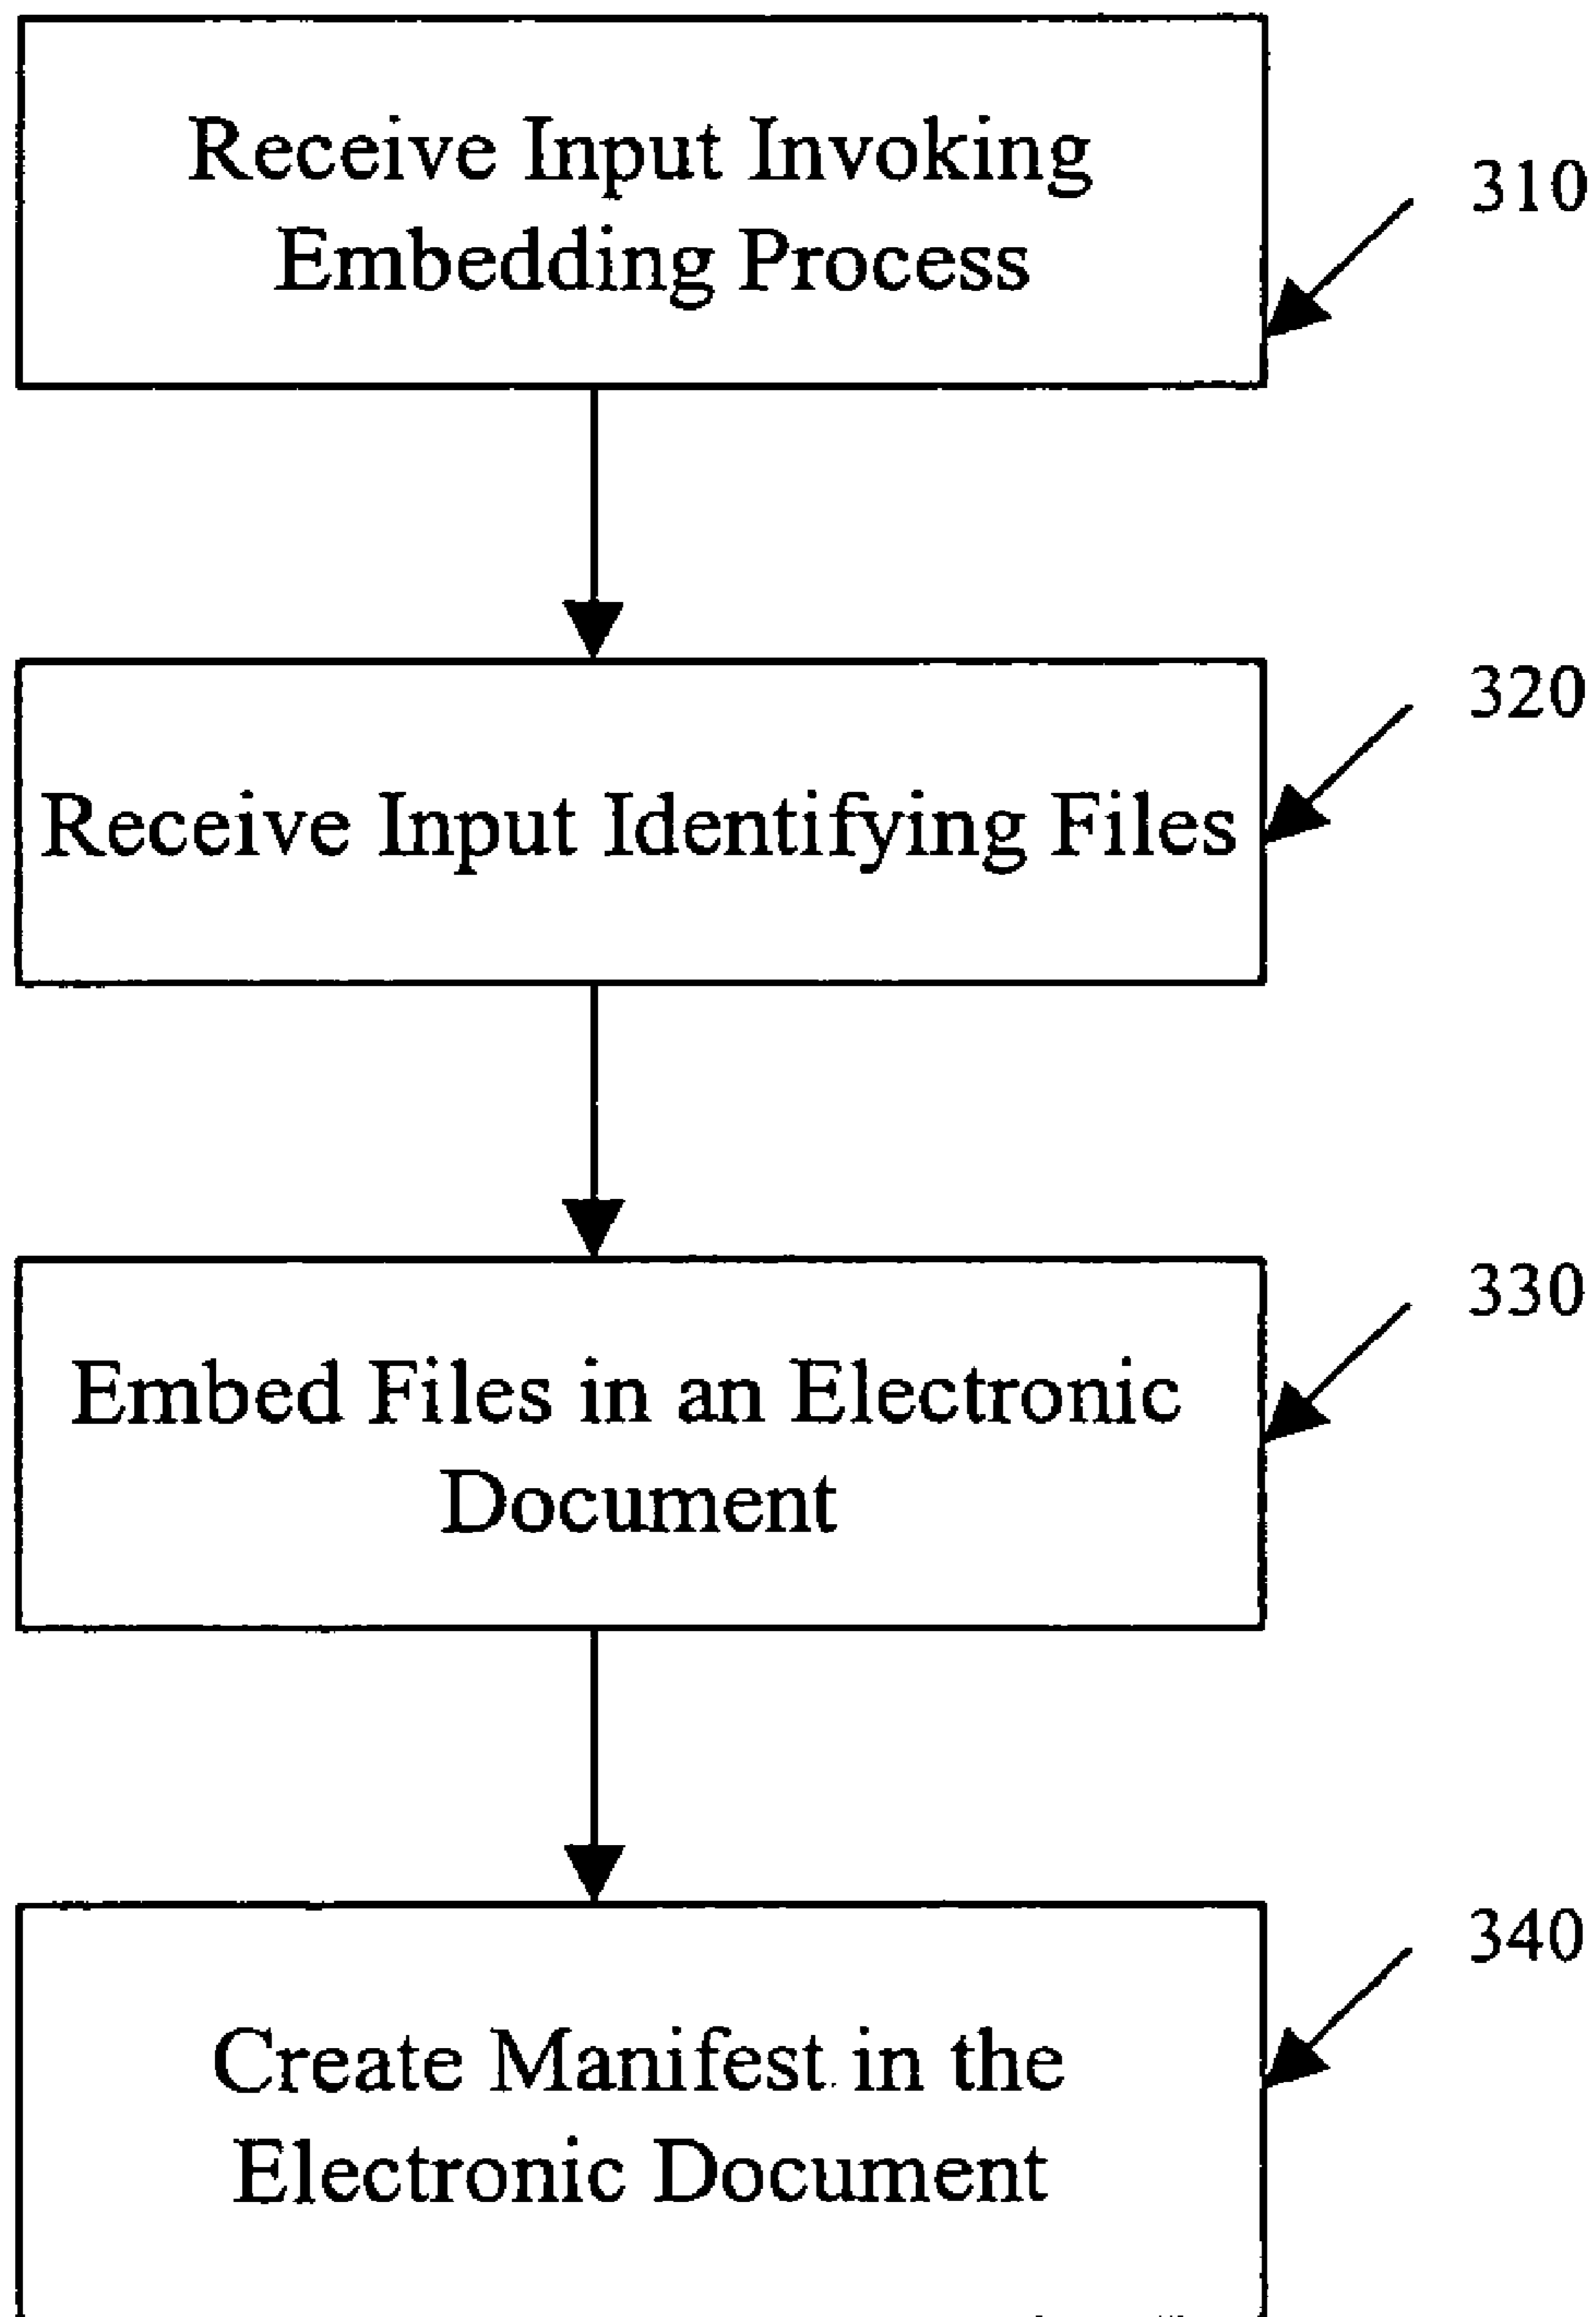 Receive Input Invoking
Embedding Process
310
320
Receive Input Identifying Files
330
Embed Files in an Electronic
Document
340
Create Manifest in the
Electronic Document